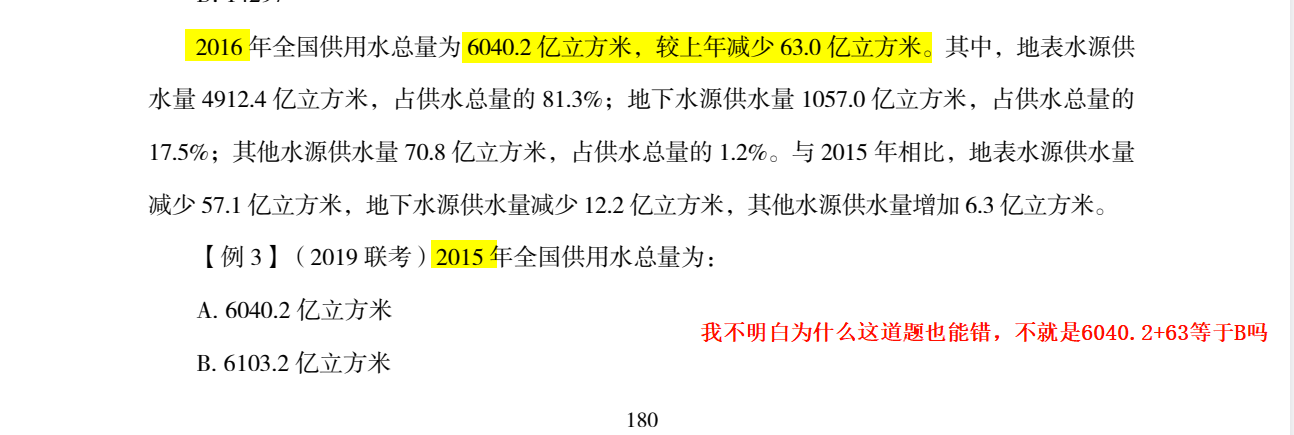 2016 年全国供用水总量为 6040.2 亿立方米，较上年减少 63.0 亿立方米。其中，地表水源供
水量 4912.4 亿立方米，占供水总量的 81.3%；地下水源供水量 1057.0 亿立方米，占供水总量的
17.5%；其他水源供水量 70.8 亿立方米，占供水总量的 1.2%。与 2015 年相比，地表水源供水量
减少 57.1 亿立方米，地下水源供水量减少 12.2 亿立方米，其他水源供水量增加 6.3 亿立方米。
【例 3】（2019 联考）2015 年全国供用水总量为：
A. 6040.2 亿立方米
我不明白为什么这道题也能错，不就是6040.2+63等于B吗
B. 6103.2 亿立方米
180